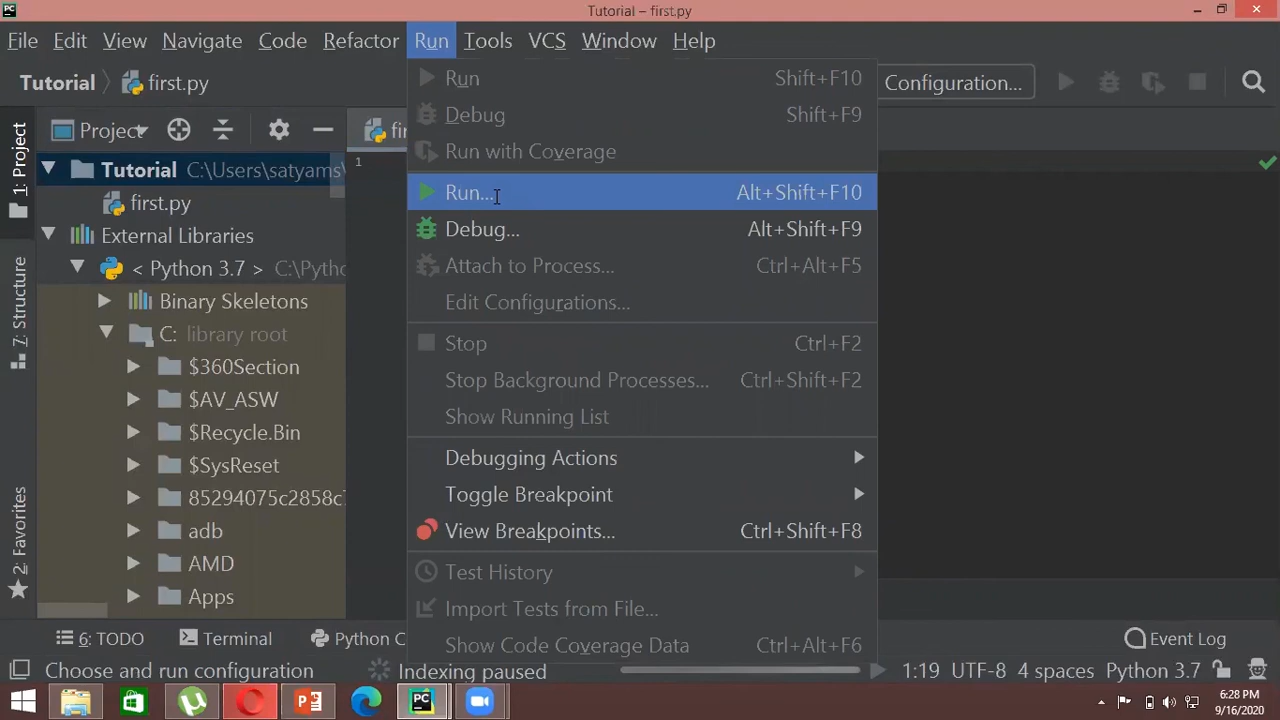 Tutorial – first.py
File Edit View Navigate Code Refactor Run Tools VCS Window Help
Tutorial first.py
Configuration...
1: Project
7: Structure
2: Favorites
Project
Tutorial C:\Users\satyams\
first.py
External Libraries
< Python 3.7 > C:\Pytho
Binary Skeletons
C: library root
$360Section
$AV_ASW
$Recycle.Bin
$SysReset
85294075c2858c7
adb
AMD
Apps
1
Run Shift+F10
Debug Shift+F9
Run with Coverage
Run... Alt+Shift+F10
Debug... Alt+Shift+F9
Attach to Process... Ctrl+Alt+F5
Edit Configurations...
Stop Ctrl+F2
Stop Background Processes... Ctrl+Shift+F2
Show Running List
Debugging Actions
Toggle Breakpoint
View Breakpoints... Ctrl+Shift+F8
Test History
Import Tests from File...
Show Code Coverage Data Ctrl+Alt+F6
6: TODO Terminal Python C Event Log
Choose and run configuration Indexing paused 1:19 UTF-8 4 spaces Python 3.7
6:28 PM
9/16/2020